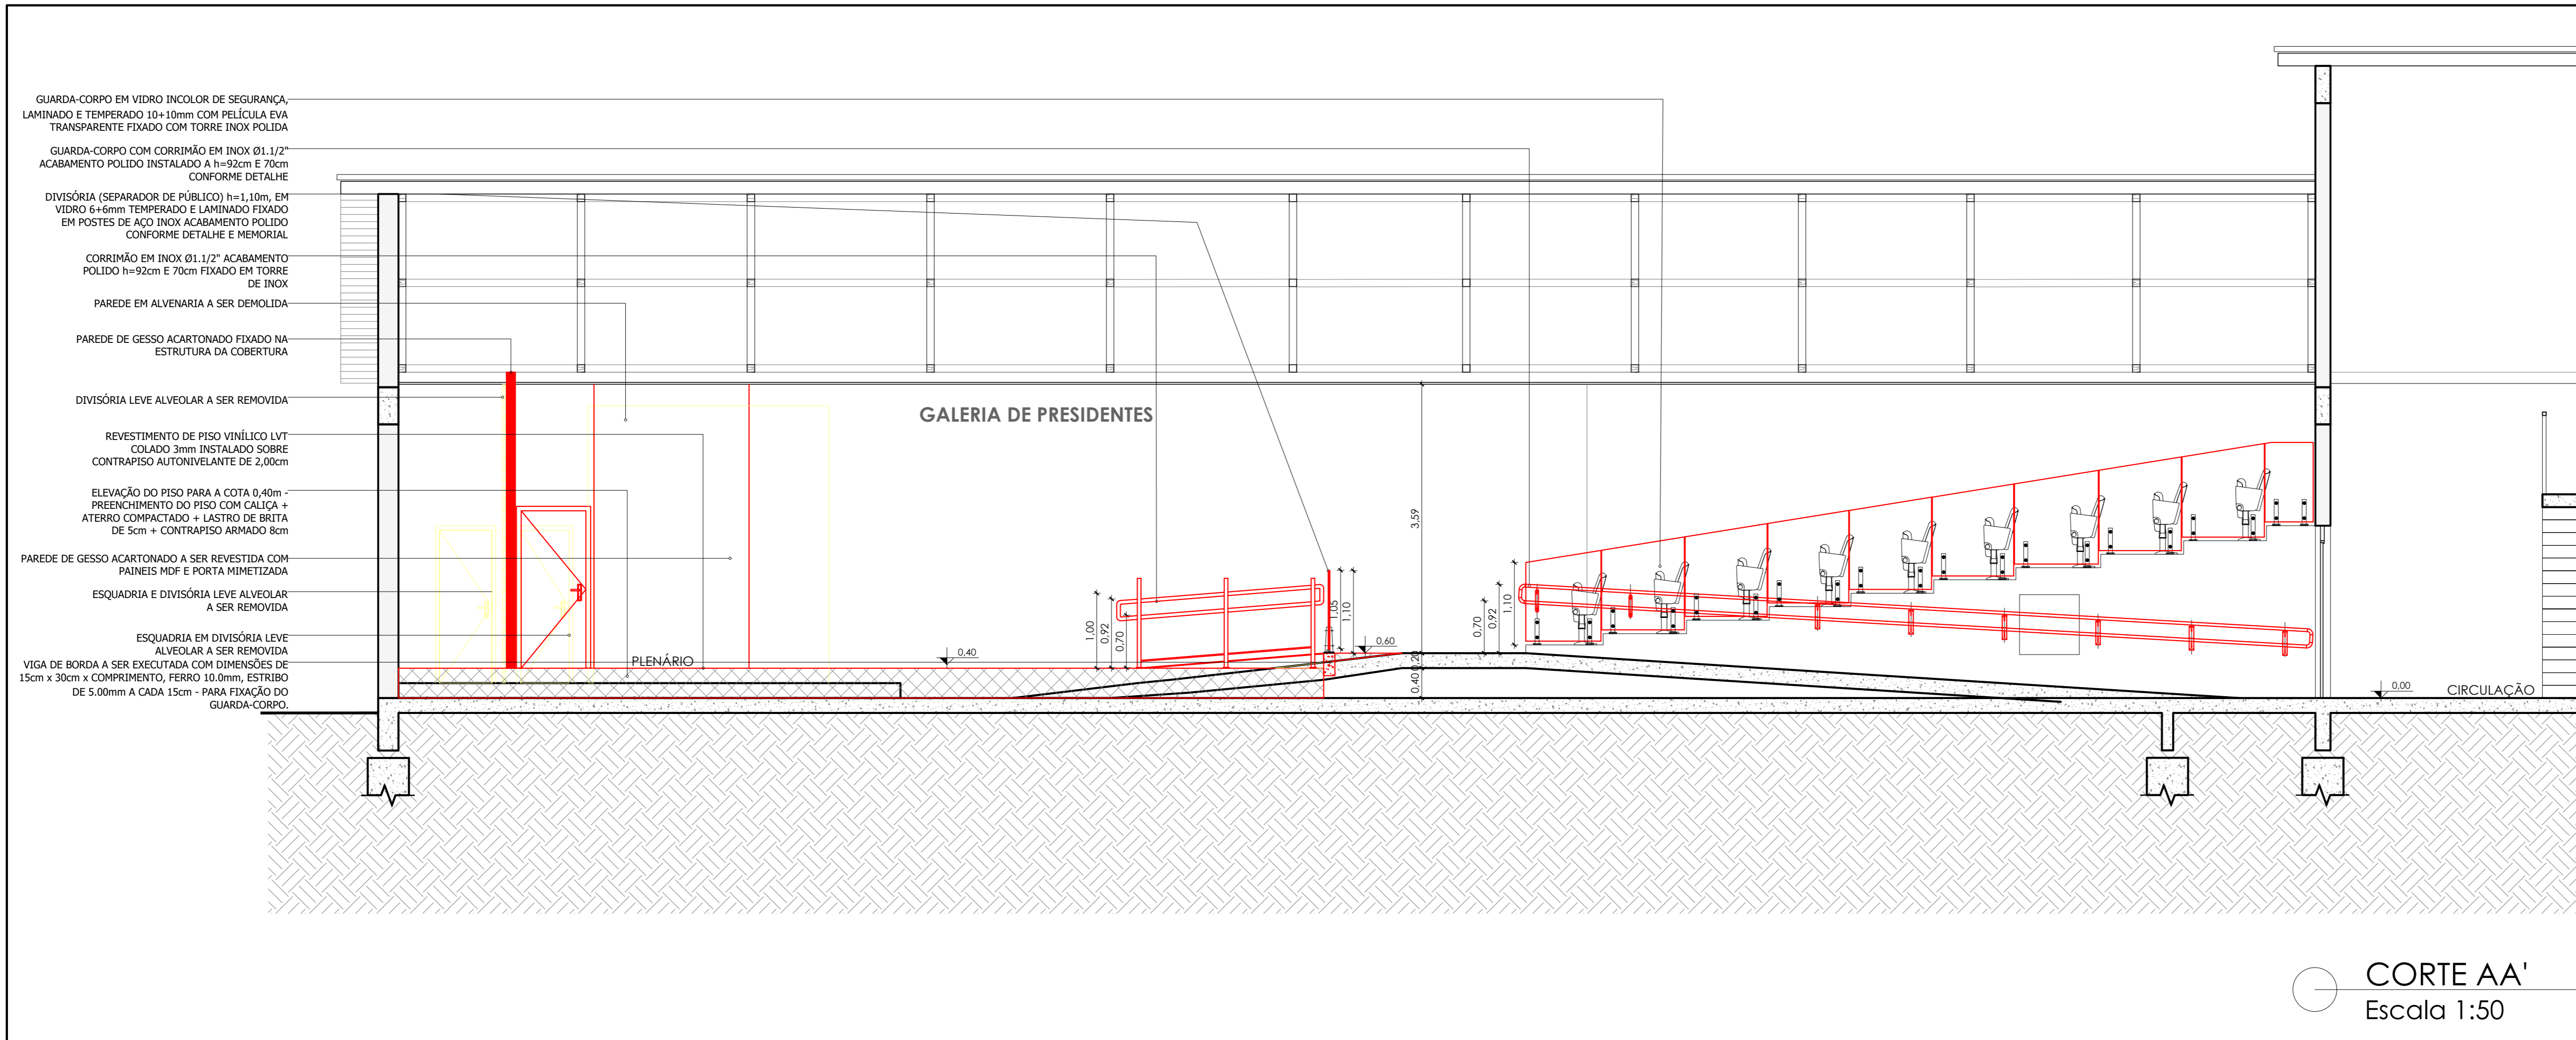 GUARDA-CORPO EM VIDRO INCOLOR DE SEGURANÇA,
LAMINADO E TEMPERADO 10+10mm COM PELÍCULA EVA
TRANSPARENTE FIXADO COM TORRE INOX POLIDA
GUARDA-CORPO COM CORRIMÃO EM INOX Ø1.1/2"
ACABAMENTO POLIDO INSTALADO A h=92cm E 70cm
CONFORME DETALHE
DIVISÓRIA (SEPARADOR DE PÚBLICO) h=1,10m, EM
VIDRO 6+6mm TEMPERADO E LAMINADO FIXADO
EM POSTES DE AÇO INOX ACABAMENTO POLIDO
CONFORME DETALHE E MEMORIAL
CORRIMÃO EM INOX Ø1.1/2" ACABAMENTO
POLIDO h=92cm E 70cm FIXADO EM TORRE
DE INOX
PAREDE EM ALVENARIA A SER DEMOLIDA
PAREDE DE GESSO ACARTONADO FIXADO NA
ESTRUTURA DA COBERTURA
DIVISÓRIA LEVE ALVEOLAR A SER REMOVIDA
REVESTIMENTO DE PISO VINÍLICO LVT
COLADO 3mm INSTALADO SOBRE
CONTRAPISO AUTONIVELANTE DE 2,00cm
ELEVAÇÃO DO PISO PARA A COTA 0,40m -
PREENCHIMENTO DO PISO COM CALIÇA +
ATERRO COMPACTADO + LASTRO DE BRITA
DE 5cm + CONTRAPISO ARMADO 8cm
PAREDE DE GESSO ACARTONADO A SER REVESTIDA COM
PAINEIS MDF E PORTA MIMETIZADA
ESQUADRIA E DIVISÓRIA LEVE ALVEOLAR
A SER REMOVIDA
ESQUADRIA EM DIVISÓRIA LEVE
ALVEOLAR A SER REMOVIDA
VIGA DE BORDA A SER EXECUTADA COM DIMENSÕES DE
15cm x 30cm x COMPRIMENTO, FERRO 10.0mm, ESTRIBO
DE 5.00mm A CADA 15cm - PARA FIXAÇÃO DO
GUARDA-CORPO.
GALERIA DE PRESIDENTES
PLENÁRIO
0,40
1,00
0,92
0,70
1,05
1,10
0,60
3,59
0,20
0,40
0,70
0,92
1,10
0,00
CIRCULAÇÃO
CORTE AA'
Escala 1:50